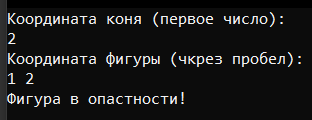 Координата коня (первое число):
2
Координата фигуры (чкрез пробел):
1 2
Фигура в опастности!